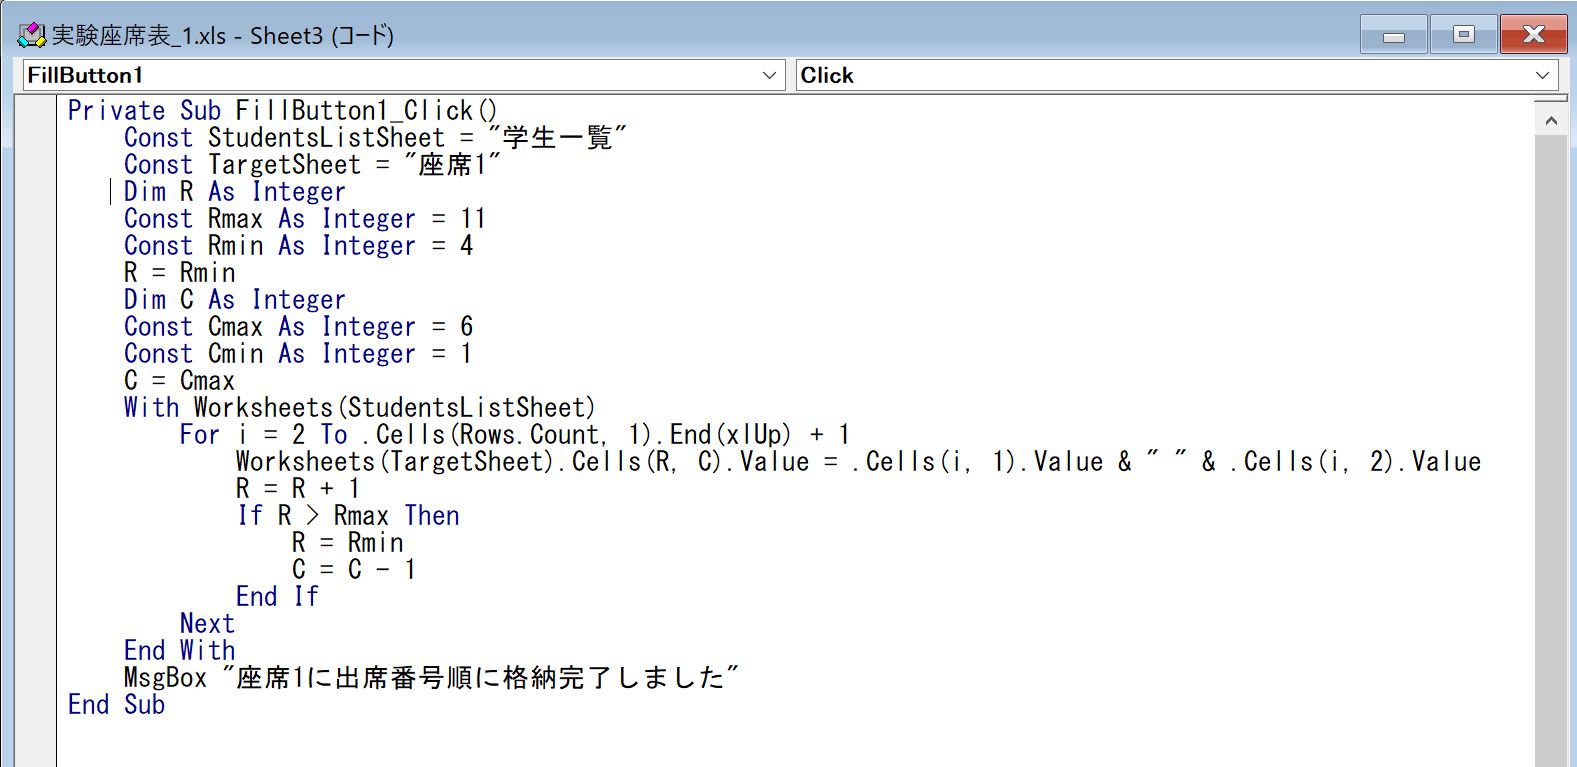 実験座席表_1.xls - Sheet3 (コード)
FillButton1
Click
Private Sub FillButton1_Click()
    Const StudentsListSheet = "学生一覧"
    Const TargetSheet = "座席1"
    Dim R As Integer
    Const Rmax As Integer = 11
    Const Rmin As Integer = 4
    R = Rmin
    Dim C As Integer
    Const Cmax As Integer = 6
    Const Cmin As Integer = 1
    C = Cmax
    With Worksheets(StudentsListSheet)
        For i = 2 To .Cells(Rows.Count, 1).End(xlUp) + 1
            Worksheets(TargetSheet).Cells(R, C).Value = .Cells(i, 1).Value & " " & .Cells(i, 2).Value
            R = R + 1
            If R > Rmax Then
                R = Rmin
                C = C - 1
            End If
        Next
    End With
    MsgBox "座席1に出席番号順に格納完了しました"
End Sub